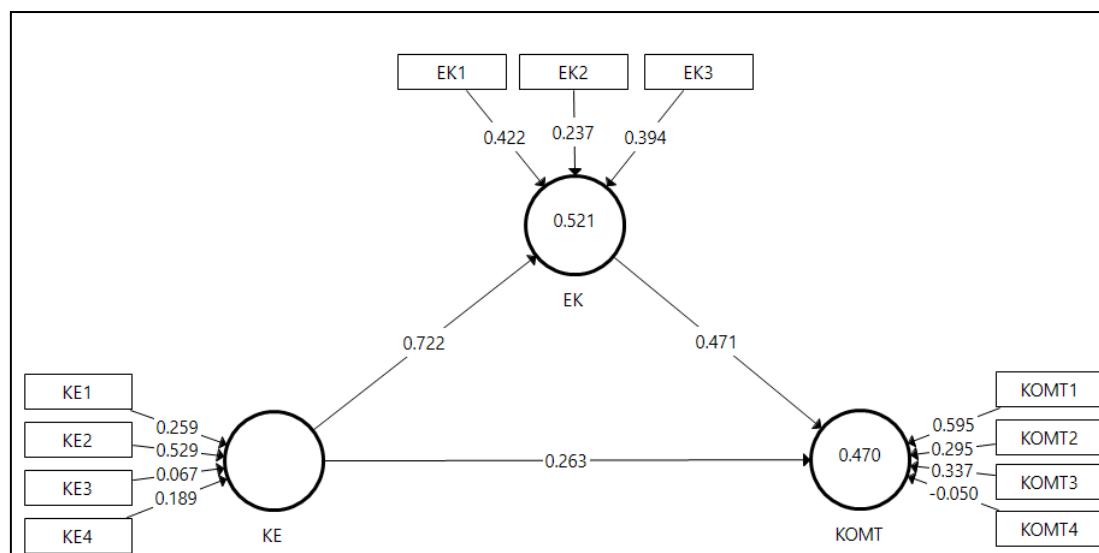 EK1 EK2 EK3
0.422 0.237 0.394
0.521
EK
0.722 0.471
KE1
0.259
KE2
0.529
KE3
0.067
0.189
KE4
KE
0.263
0.470
KOMT
KOMT1
0.595
KOMT2
0.295
0.337
KOMT3
-0.050
KOMT4